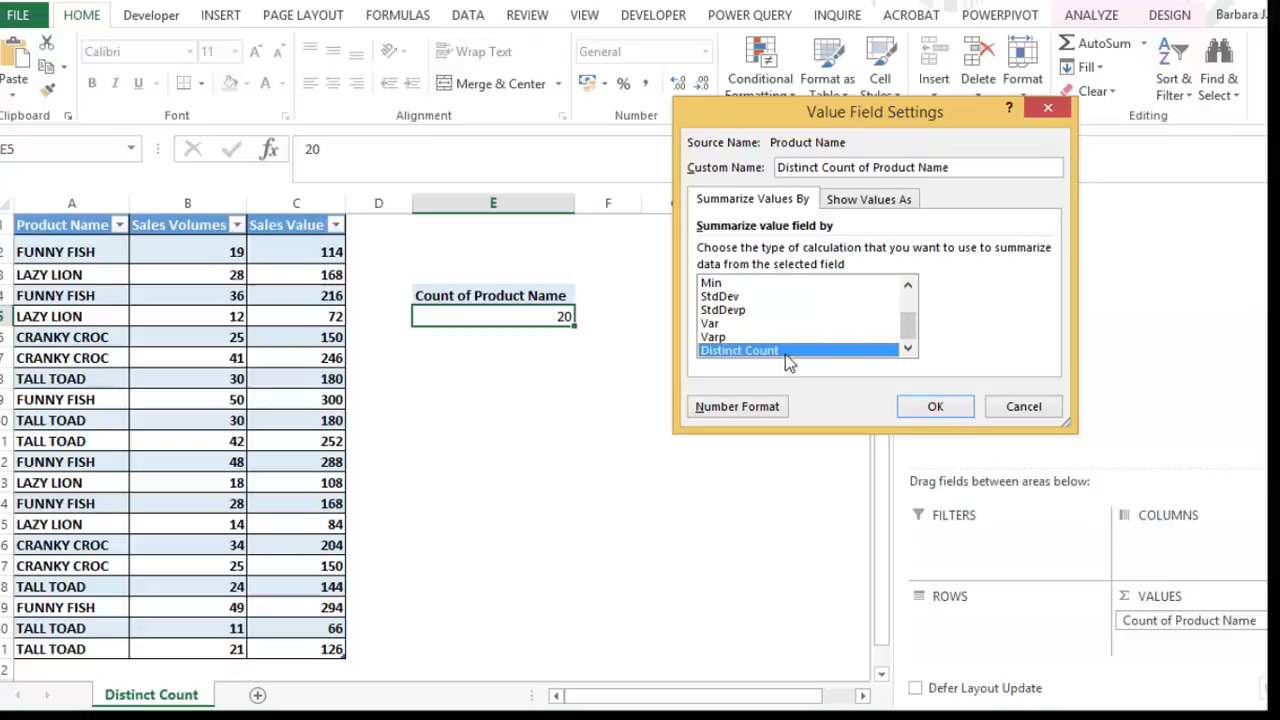 FILE HOME Developer INSERT PAGE LAYOUT FORMULAS DATA REVIEW VIEW DEVELOPER POWER QUERY INQUIRE ACROBAT POWERPIVOT ANALYZE DESIGN Barbara J.
Calibri 11 A A Wrap Text General AutoSum
Paste B I U A Merge & Center % , Conditional Format as Cell Insert Delete Format Fill Sort & Find &
Formatting Table Styles Clear Filter Select
Clipboard Font Alignment Number Editing
E5 fx 20
A B C D E F
Product Name Sales Volumes Sales Value
FUNNY FISH 19 114
LAZY LION 28 168
FUNNY FISH 36 216
LAZY LION 12 72
CRANKY CROC 25 150
CRANKY CROC 41 246
TALL TOAD 30 180
FUNNY FISH 50 300
TALL TOAD 30 180
TALL TOAD 42 252
FUNNY FISH 48 288
LAZY LION 18 108
FUNNY FISH 28 168
LAZY LION 14 84
CRANKY CROC 34 204
CRANKY CROC 25 150
TALL TOAD 24 144
FUNNY FISH 49 294
TALL TOAD 11 66
TALL TOAD 21 126
Count of Product Name
20
Distinct Count
Value Field Settings ?
Source Name: Product Name
Custom Name: Distinct Count of Product Name
Summarize Values By Show Values As
Summarize value field by
Choose the type of calculation that you want to use to summarize
data from the selected field
Min
StdDev
StdDevp
Var
Varp
Distinct Count
Number Format OK Cancel
Drag fields between areas below:
FILTERS COLUMNS
ROWS Σ VALUES
Count of Product Name
Defer Layout Update